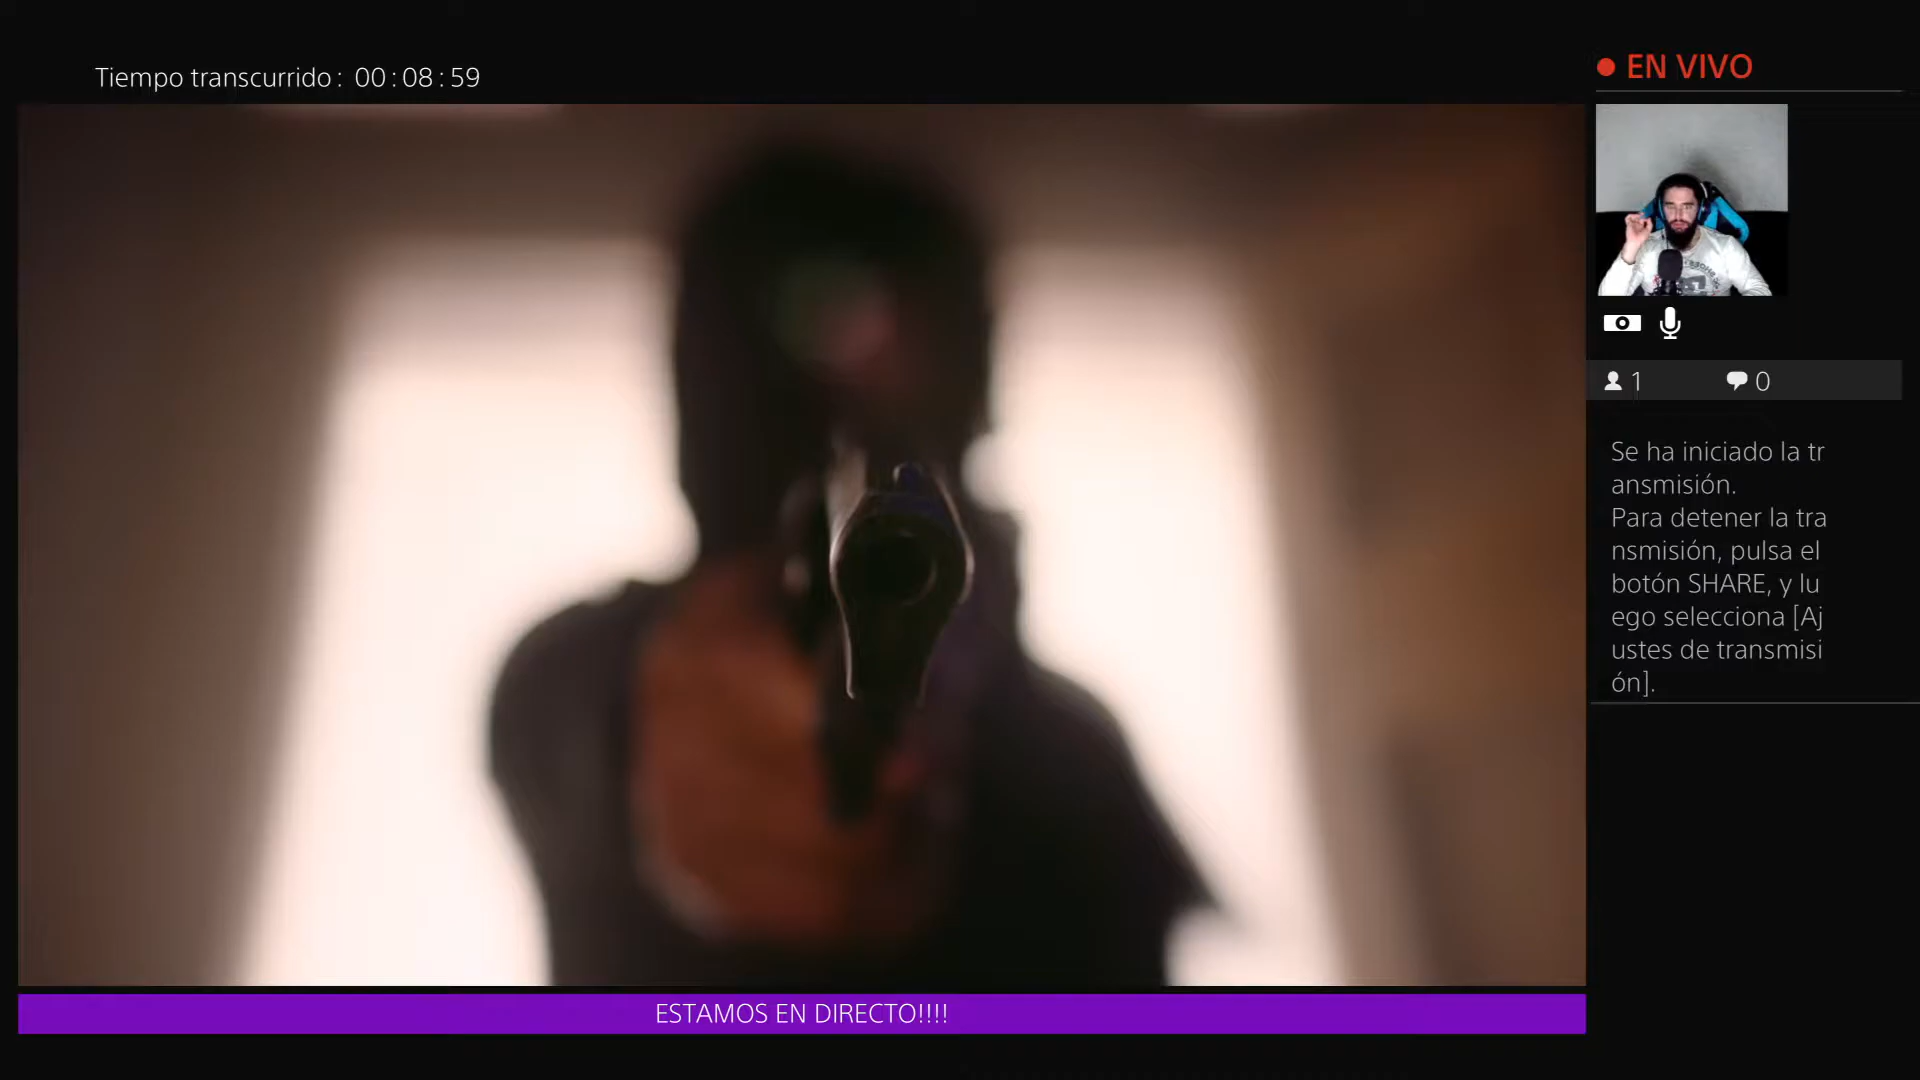 Tiempo transcurrido: 00:08:59
EN VIVO
1 0
Se ha iniciado la tr
ansmisión.
Para detener la tra
nsmisión, pulsa el
botón SHARE, y lu
ego selecciona [Aj
ustes de transmisi
ón].
ESTAMOS EN DIRECTO!!!!